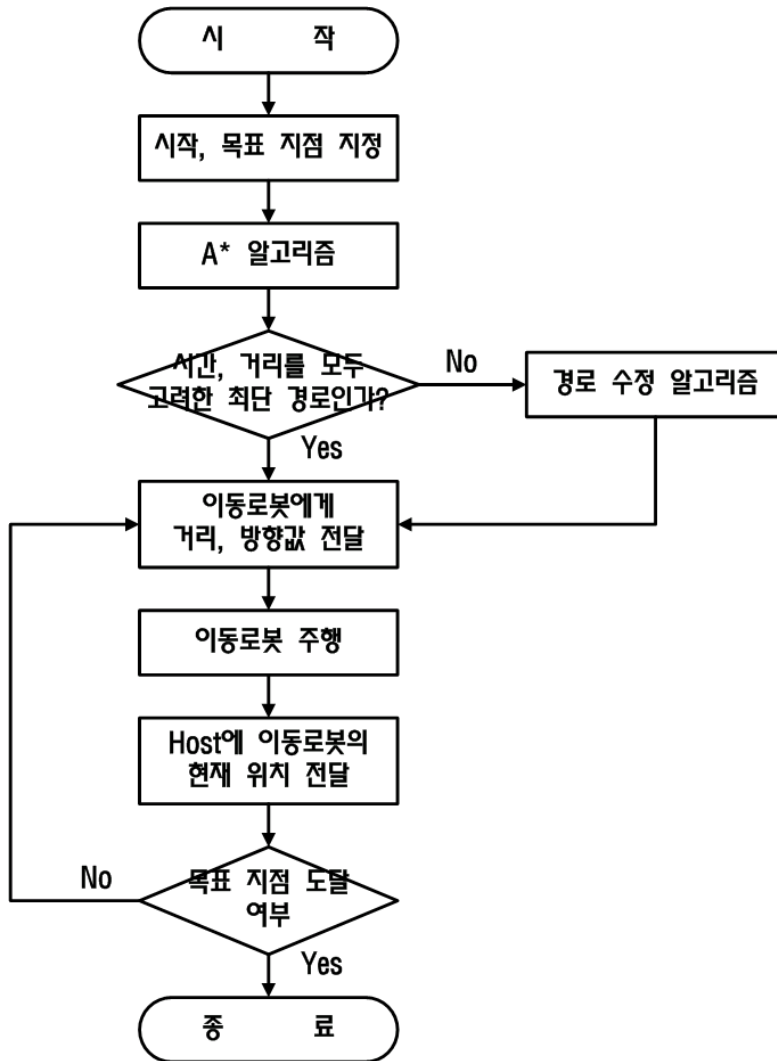 시 작
시작, 목표 지점 지정
A* 알고리즘
시간, 거리를 모두
고려한 최단 경로인가?
No
경로 수정 알고리즘
Yes
이동로봇에게
거리, 방향값 전달
이동로봇 주행
Host에 이동로봇의
현재 위치 전달
목표 지점 도달
여부
No
Yes
종 료